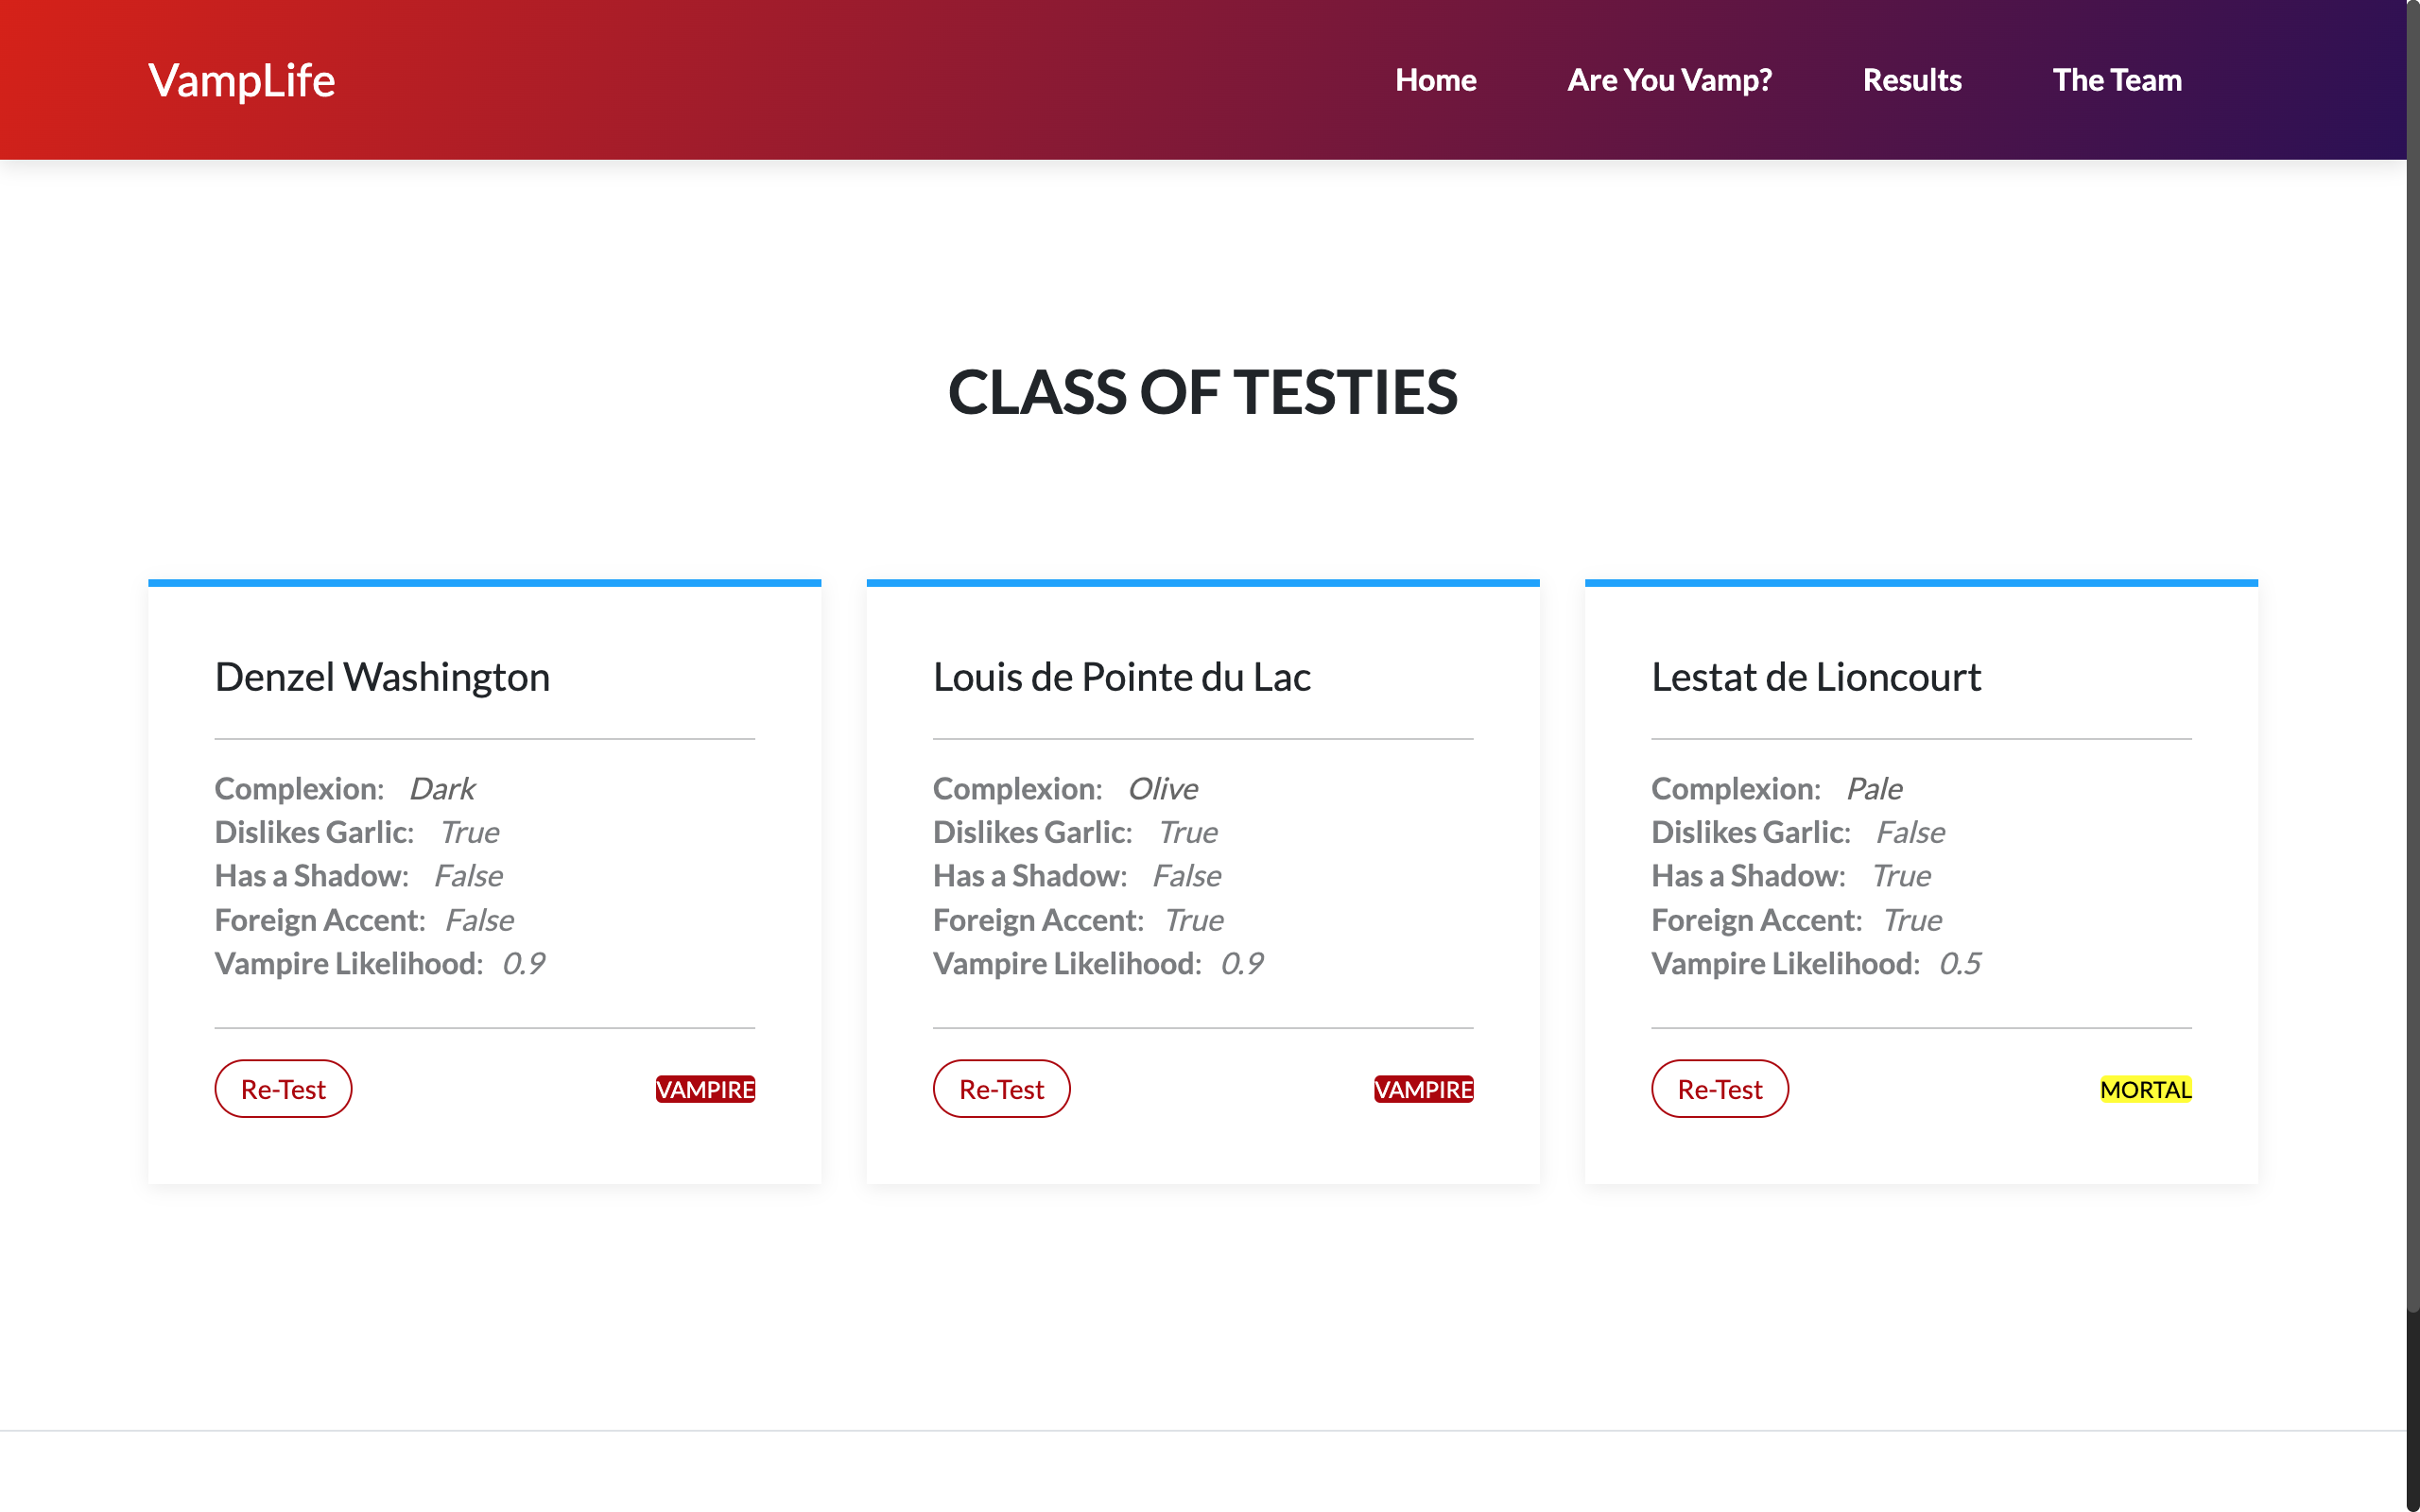 VampLife
Home Are You Vamp? Results The Team
CLASS OF TESTIES
Denzel Washington
Complexion: Dark
Dislikes Garlic: True
Has a Shadow: False
Foreign Accent: False
Vampire Likelihood: 0.9
Re-Test VAMPIRE
Louis de Pointe du Lac
Complexion: Olive
Dislikes Garlic: True
Has a Shadow: False
Foreign Accent: True
Vampire Likelihood: 0.9
Re-Test VAMPIRE
Lestat de Lioncourt
Complexion: Pale
Dislikes Garlic: False
Has a Shadow: True
Foreign Accent: True
Vampire Likelihood: 0.5
Re-Test MORTAL